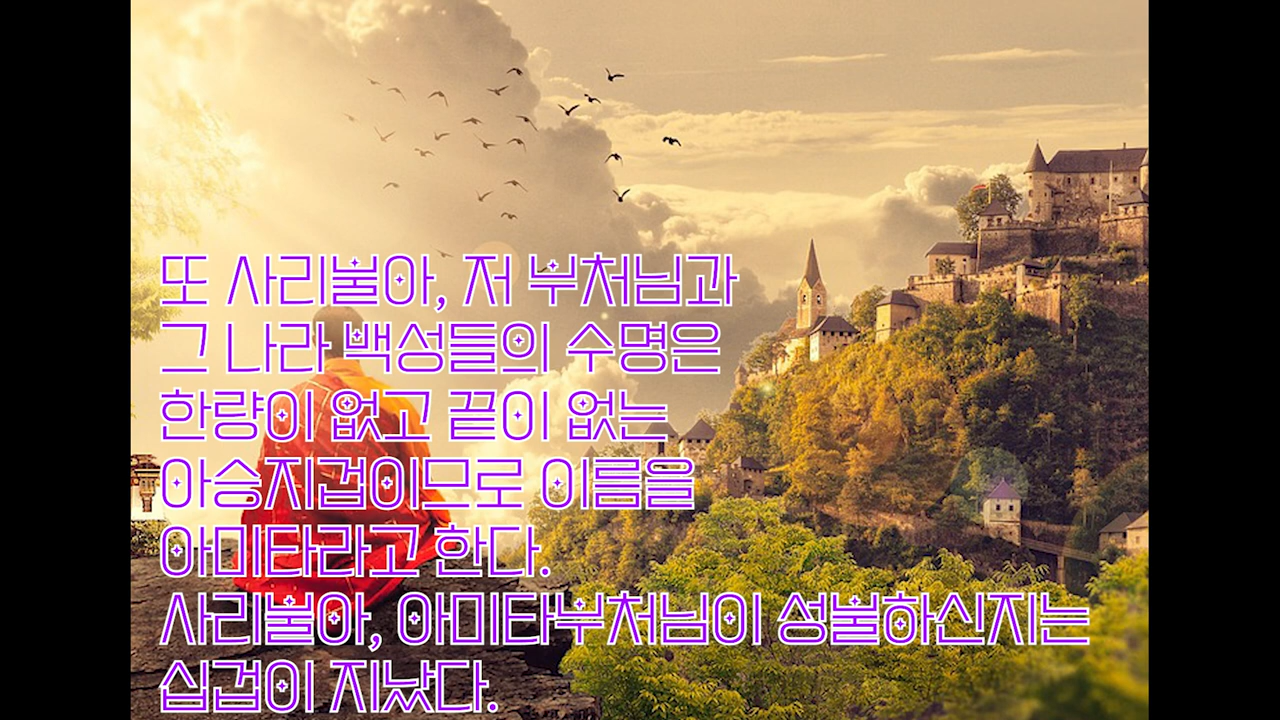 또 사리불아, 저 부처님과
그 나라 백성들의 수명은
한량이 없고 끝이 없는
아승지겁이므로 이름을
아미타라고 한다.
사리불아, 아미타부처님이 성불하신지는
십겁이 지났다.